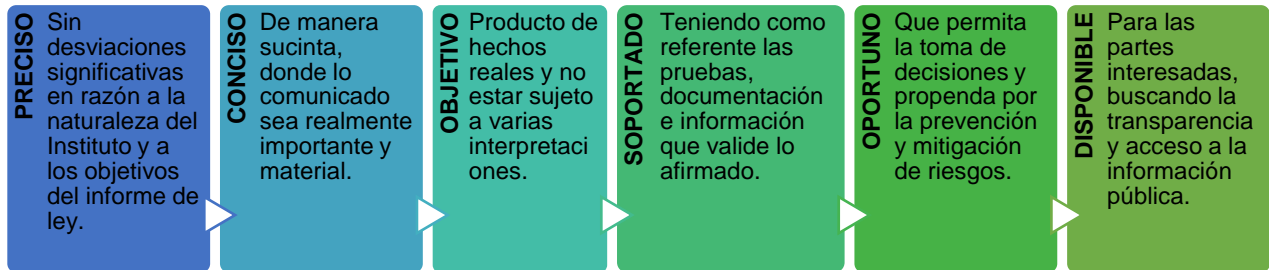 PRECISO
Sin
desviaciones
significativas
en razón a la
naturaleza del
Instituto y a
los objetivos
del informe de
ley.
CONCISO
De manera
sucinta,
donde lo
comunicado
sea realmente
importante y
material.
OBJETIVO
Producto de
hechos
reales y no
estar sujeto
a varias
interpretaci
ones.
SOPORTADO
Teniendo como
referente las
pruebas,
documentación
e información
que valide lo
afirmado.
OPORTUNO
Que permita
la toma de
decisiones y
propenda por
la prevención
y mitigación
de riesgos.
DISPONIBLE
Para las
partes
interesadas,
buscando la
transparencia
y acceso a la
información
pública.